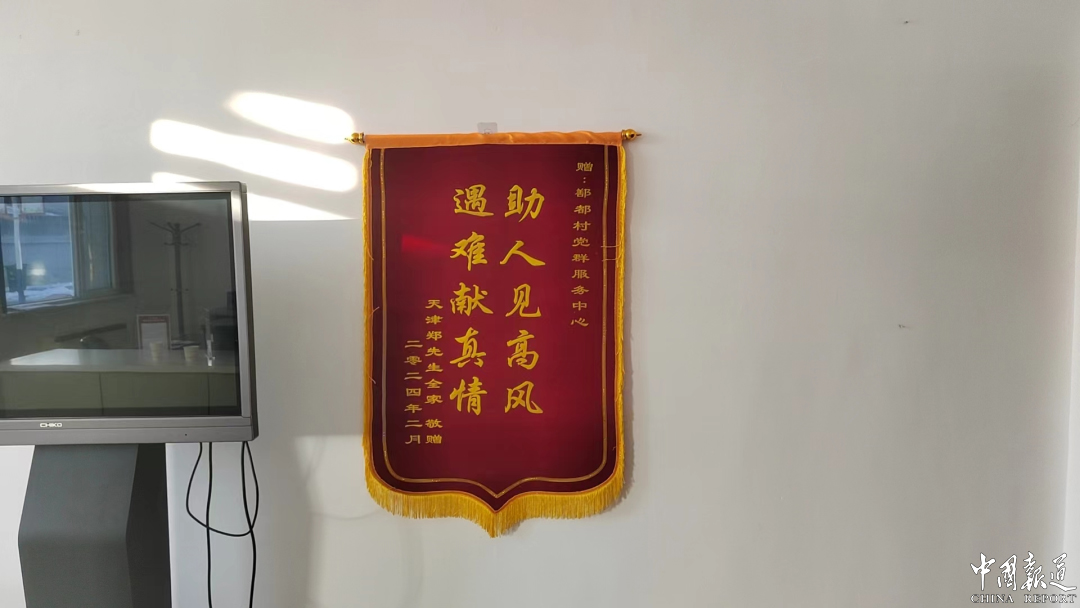 赠：都村党群服务中心
助人见高风
遇难献真情
天津郑先生全家 敬赠
二零二四年二月
CHIKO
中国报道
CHINA REPORT